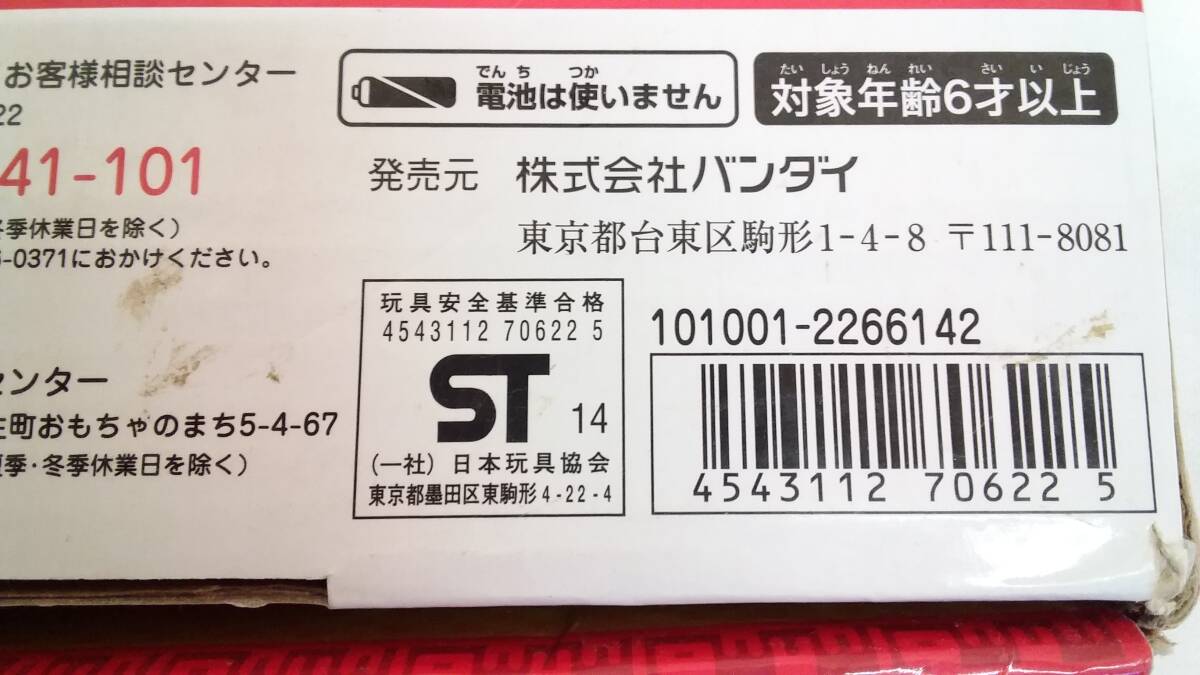 お客様相談センター
22
41-101
季休業日を除く）
-0371におかけください。
センター
町おもちゃのまち5-4-67
季・冬季休業日を除く）
でんち つか
電池は使いません
たいしょうねんれい さいいじょう
対象年齢6才以上
発売元 株式会社バンダイ
東京都台東区駒形1-4-8 〒111-8081
玩具安全基準合格
4543112 70622 5
ST 14
（一社）日本玩具協会
東京都墨田区東駒形4-22-4
101001-2266142
4543112 70622 5